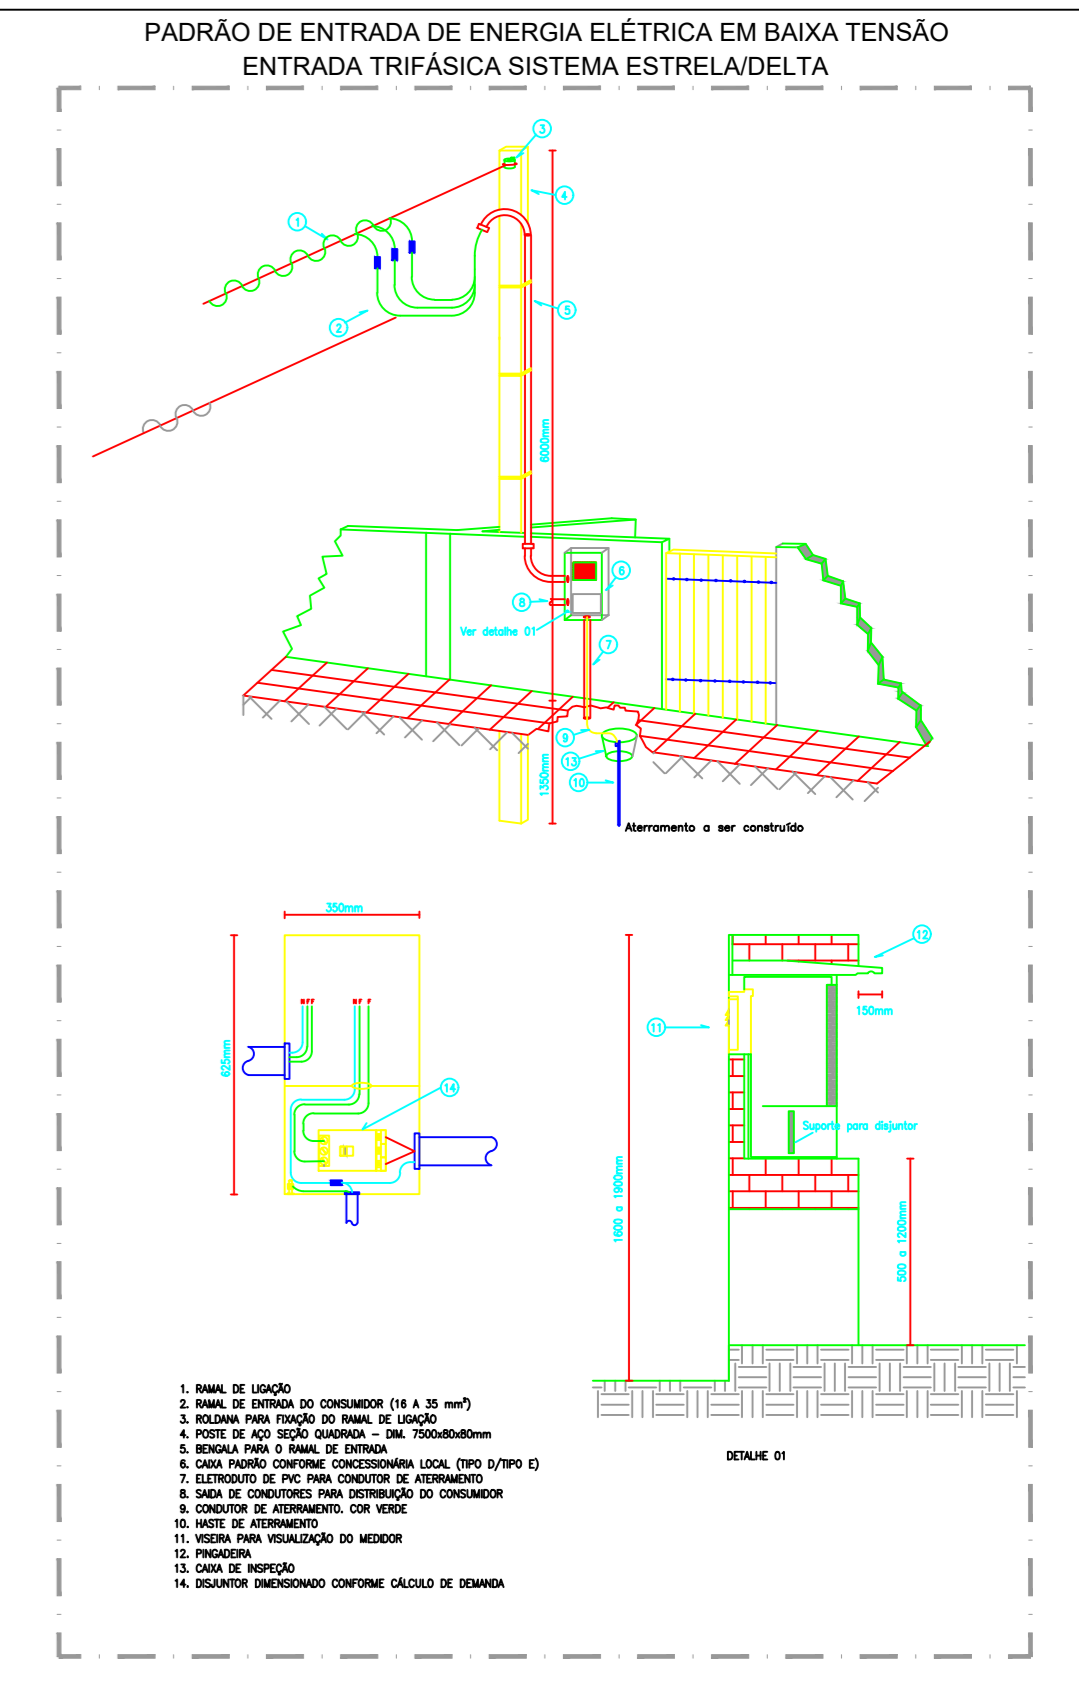 PADRÃO DE ENTRADA DE ENERGIA ELÉTRICA EM BAIXA TENSÃO
ENTRADA TRIFÁSICA SISTEMA ESTRELA/DELTA
3
4
1
5
2
6000mm
6
8
Ver detalhe 01
7
9
13
10
1350mm
Aterramento a ser construído
350mm
625mm
N F F
N F F
14
12
150mm
11
Suporte para disjuntor
1600 a 1900mm
500 a 1200mm
DETALHE 01
1. RAMAL DE LIGAÇÃO
2. RAMAL DE ENTRADA DO CONSUMIDOR (16 A 35 mm²)
3. ROLDANA PARA FIXAÇÃO DO RAMAL DE LIGAÇÃO
4. POSTE DE AÇO SEÇÃO QUADRADA – DIM. 7500x80x80mm
5. BENGALA PARA O RAMAL DE ENTRADA
6. CAIXA PADRÃO CONFORME CONCESSIONÁRIA LOCAL (TIPO D/TIPO E)
7. ELETRODUTO DE PVC PARA CONDUTOR DE ATERRAMENTO
8. SAIDA DE CONDUTORES PARA DISTRIBUIÇÃO DO CONSUMIDOR
9. CONDUTOR DE ATERRAMENTO. COR VERDE
10. HASTE DE ATERRAMENTO
11. VISEIRA PARA VISUALIZAÇÃO DO MEDIDOR
12. PINGADEIRA
13. CAIXA DE INSPEÇÃO
14. DISJUNTOR DIMENSIONADO CONFORME CÁLCULO DE DEMANDA